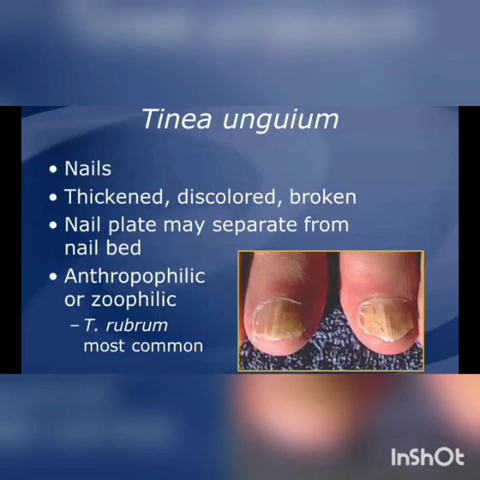 Tinea unguium
• Nails
• Thickened, discolored, broken
• Nail plate may separate from
nail bed
• Anthropophilic
or zoophilic
– T. rubrum
most common
InShOt